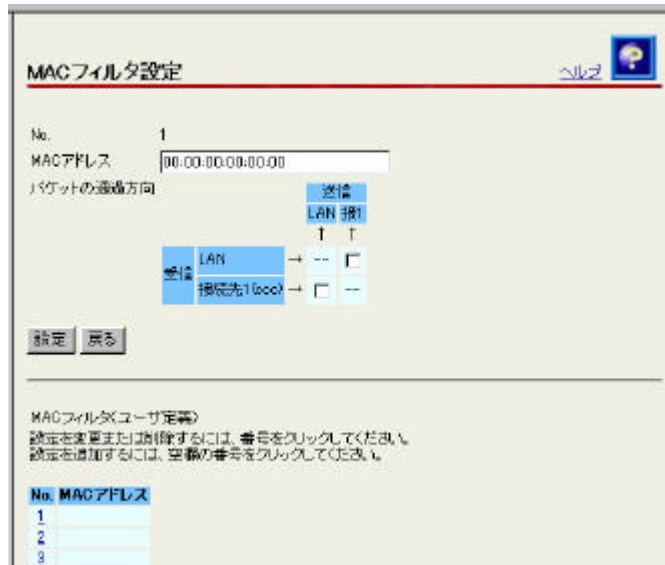 MACフィルタ設定
ヘルプ
No. 1
MACアドレス 00:00:00:00:00:00
パケットの通過方向
送信
LAN 接1
↑ ↑
受信
LAN → -- 
接続先1(ooo) → --
設定 戻る
MACフィルタ(ユーザ定義)
設定を変更または削除するには、番号をクリックしてください。
設定を追加するには、空欄の番号をクリックしてください。
No. MACアドレス
1
2
3